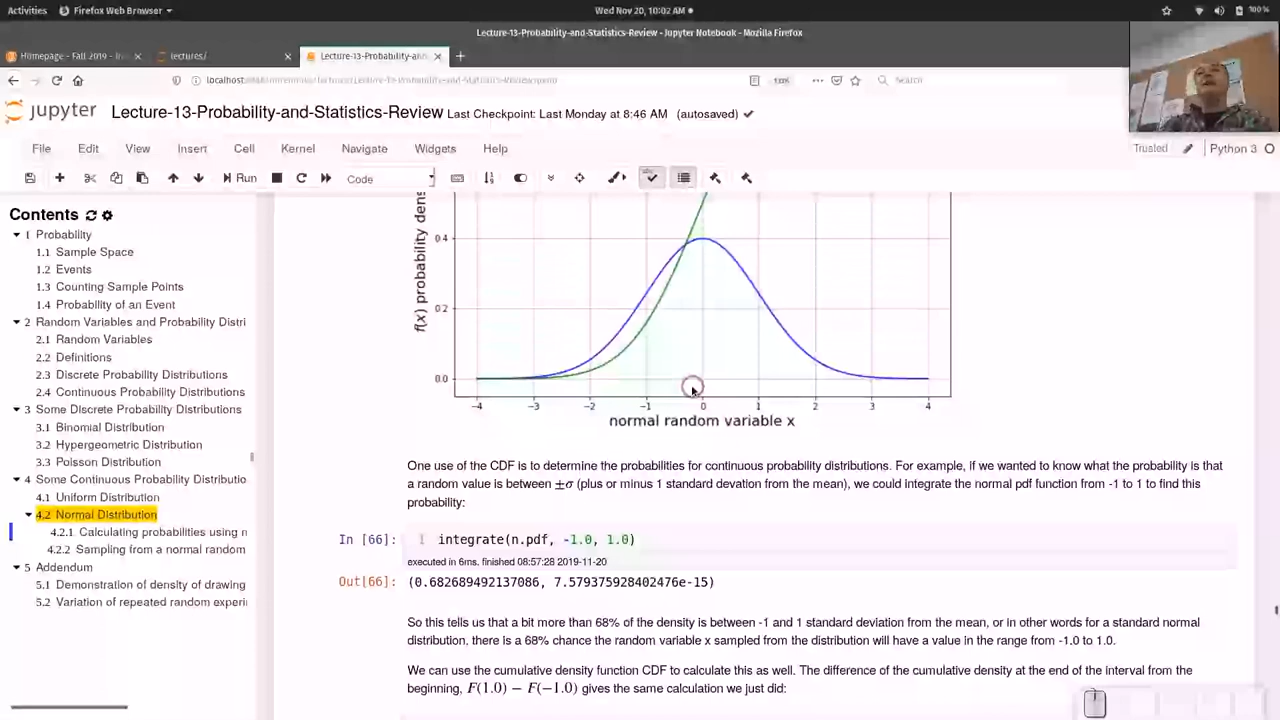 Activities Firefox Web Browser Wed Nov 20, 10:02 AM 100 %
Lecture-13-Probability-and-Statistics-Review - Jupyter Notebook - Mozilla Firefox
Homepage - Fall 2019 - lectures/ Lecture-13-Probability-an
Search
jupyter Lecture-13-Probability-and-Statistics-Review Last Checkpoint: Last Monday at 8:46 AM (autosaved)
File Edit View Insert Cell Kernel Navigate Widgets Help Trusted Python 3
Run Code
Contents
1 Probability
1.1 Sample Space
1.2 Events
1.3 Counting Sample Points
1.4 Probability of an Event
2 Random Variables and Probability Distri
2.1 Random Variables
2.2 Definitions
2.3 Discrete Probability Distributions
2.4 Continuous Probability Distributions
3 Some Discrete Probability Distributions
3.1 Binomial Distribution
3.2 Hypergeometric Distribution
3.3 Poisson Distribution
4 Some Continuous Probability Distributio
4.1 Uniform Distribution
4.2 Normal Distribution
4.2.1 Calculating probabilities using n
4.2.2 Sampling from a normal random
5 Addendum
5.1 Demonstration of density of drawing
5.2 Variation of repeated random experi
f(x) probability dens
0.4
0.2
0.0
−4 −3 −2 −1 0 1 2 3 4
normal random variable x
One use of the CDF is to determine the probabilities for continuous probability distributions. For example, if we wanted to know what the probability is that
a random value is between ±σ (plus or minus 1 standard devation from the mean), we could integrate the normal pdf function from -1 to 1 to find this
probability:
In [66]: 1 integrate(n.pdf, -1.0, 1.0)
executed in 6ms, finished 08:57:28 2019-11-20
Out[66]: (0.682689492137086, 7.579375928402476e-15)
So this tells us that a bit more than 68% of the density is between -1 and 1 standard deviation from the mean, or in other words for a standard normal
distribution, there is a 68% chance the random variable x sampled from the distribution will have a value in the range from -1.0 to 1.0.
We can use the cumulative density function CDF to calculate this as well. The difference of the cumulative density at the end of the interval from the
beginning, F(1.0) − F(−1.0) gives the same calculation we just did: